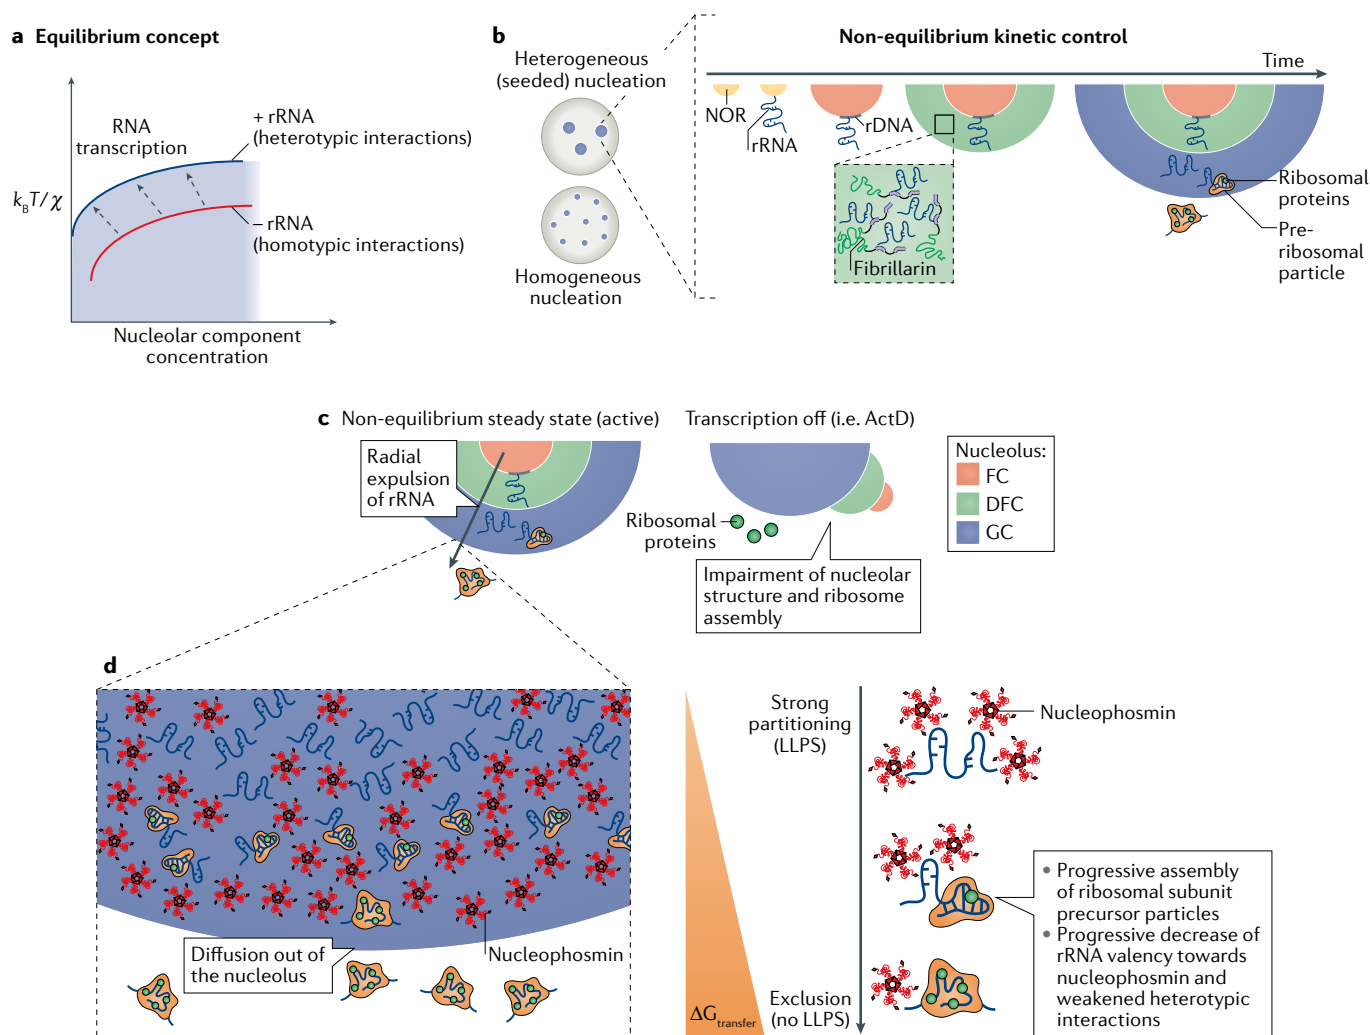 a Equilibrium concept
k_BT/χ
RNA
transcription
+ rRNA
(heterotypic interactions)
– rRNA
(homotypic interactions)
Nucleolar component
concentration
b
Non-equilibrium kinetic control
Heterogeneous
(seeded) nucleation
Homogeneous
nucleation
Time
NOR
rRNA
rDNA
Fibrillarin
Ribosomal
proteins
Pre-
ribosomal
particle
c Non-equilibrium steady state (active)
Radial
expulsion
of rRNA
Transcription off (i.e. ActD)
Ribosomal
proteins
Impairment of nucleolar
structure and ribosome
assembly
Nucleolus:
FC
DFC
GC
d
Diffusion out of
the nucleolus
Nucleophosmin
ΔG_transfer
Strong
partitioning
(LLPS)
Exclusion
(no LLPS)
Nucleophosmin
• Progressive assembly
of ribosomal subunit
precursor particles
• Progressive decrease of
rRNA valency towards
nucleophosmin and
weakened heterotypic
interactions